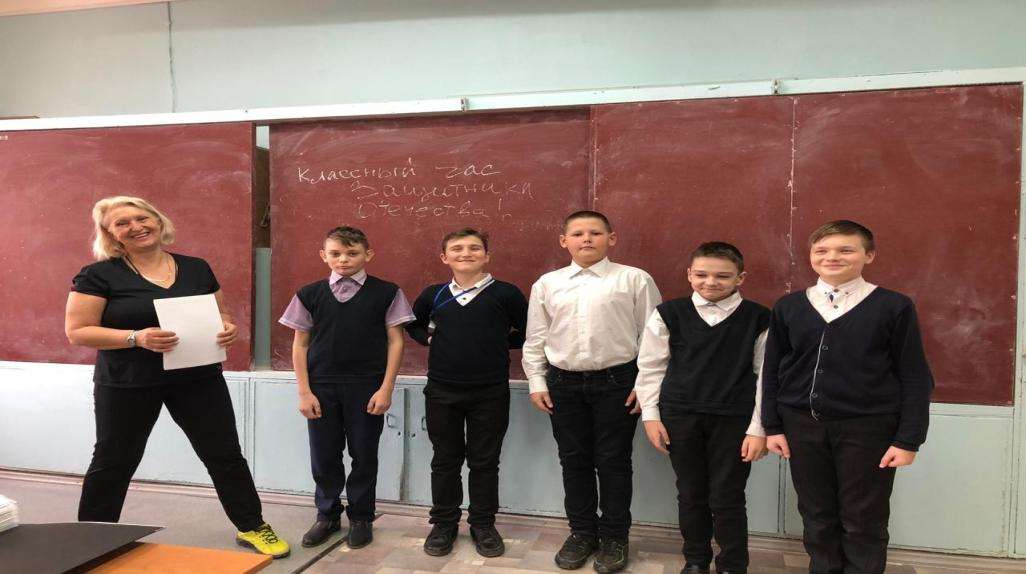 Классный час
Защитники
Отечества!